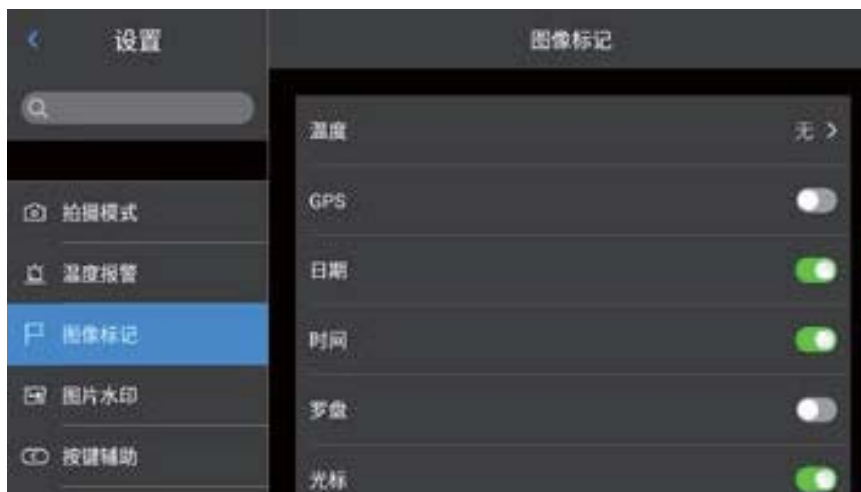 设置
图像标记
温度
无
拍摄模式
GPS
温度报警
日期
图像标记
时间
图片水印
罗盘
按键辅助
光标